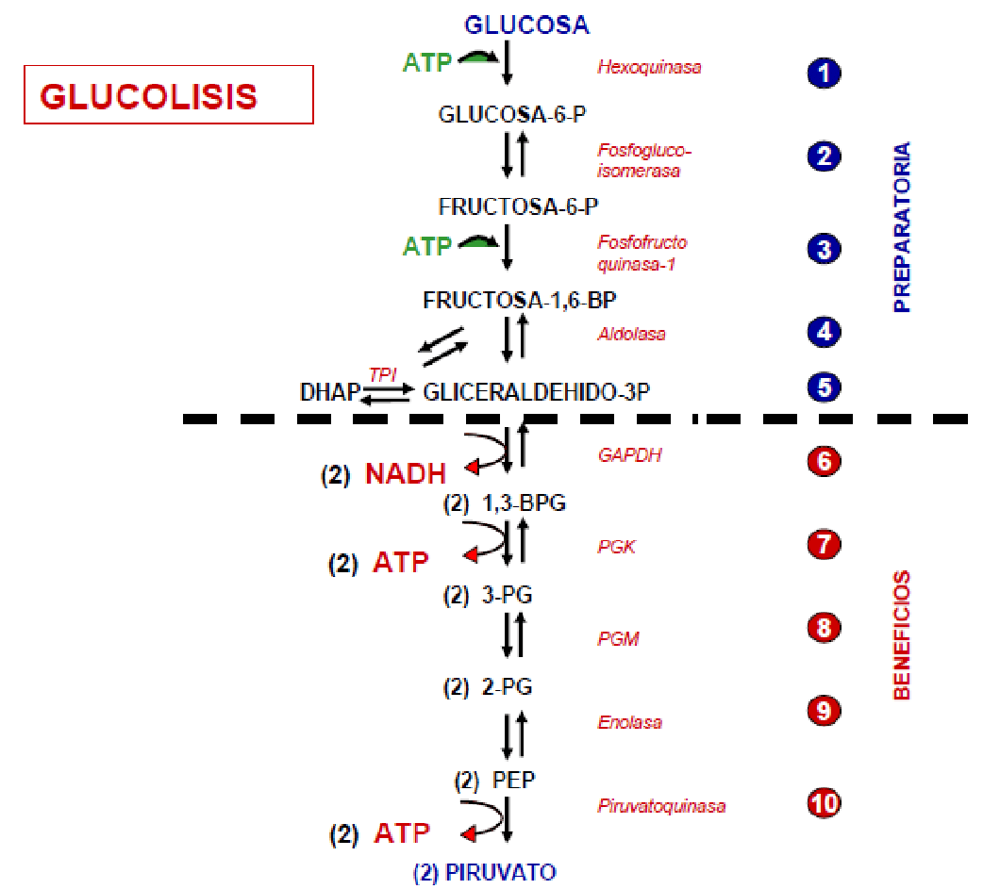 GLUCOSA
ATP
Hexoquinasa
1
GLUCOLISIS
GLUCOSA-6-P
Fosfogluco-
isomerasa
2
FRUCTOSA-6-P
ATP
Fosfofructo
quinasa-1
3
PREPARATORIA
FRUCTOSA-1,6-BP
Aldolasa
4
TPI
DHAP
GLICERALDEHIDO-3P
5
GAPDH
6
(2) NADH
(2) 1,3-BPG
PGK
7
(2) ATP
(2) 3-PG
PGM
8
BENEFICIOS
(2) 2-PG
Enolasa
9
(2) PEP
Piruvatoquinasa
10
(2) ATP
(2) PIRUVATO